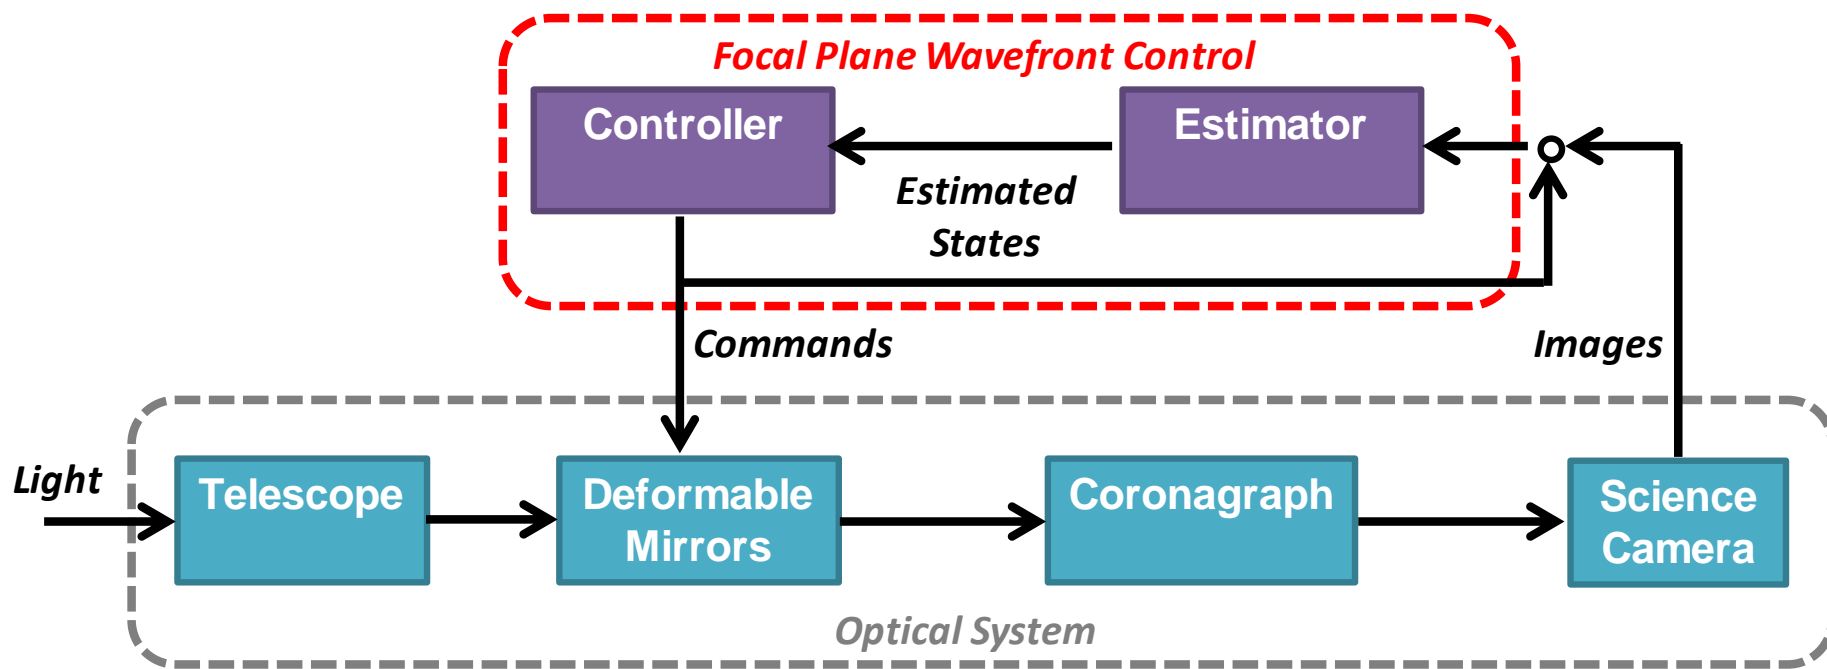 Focal Plane Wavefront Control
Controller
Estimator
Estimated
States
Commands
Images
Light
Telescope
Deformable
Mirrors
Coronagraph
Science
Camera
Optical System